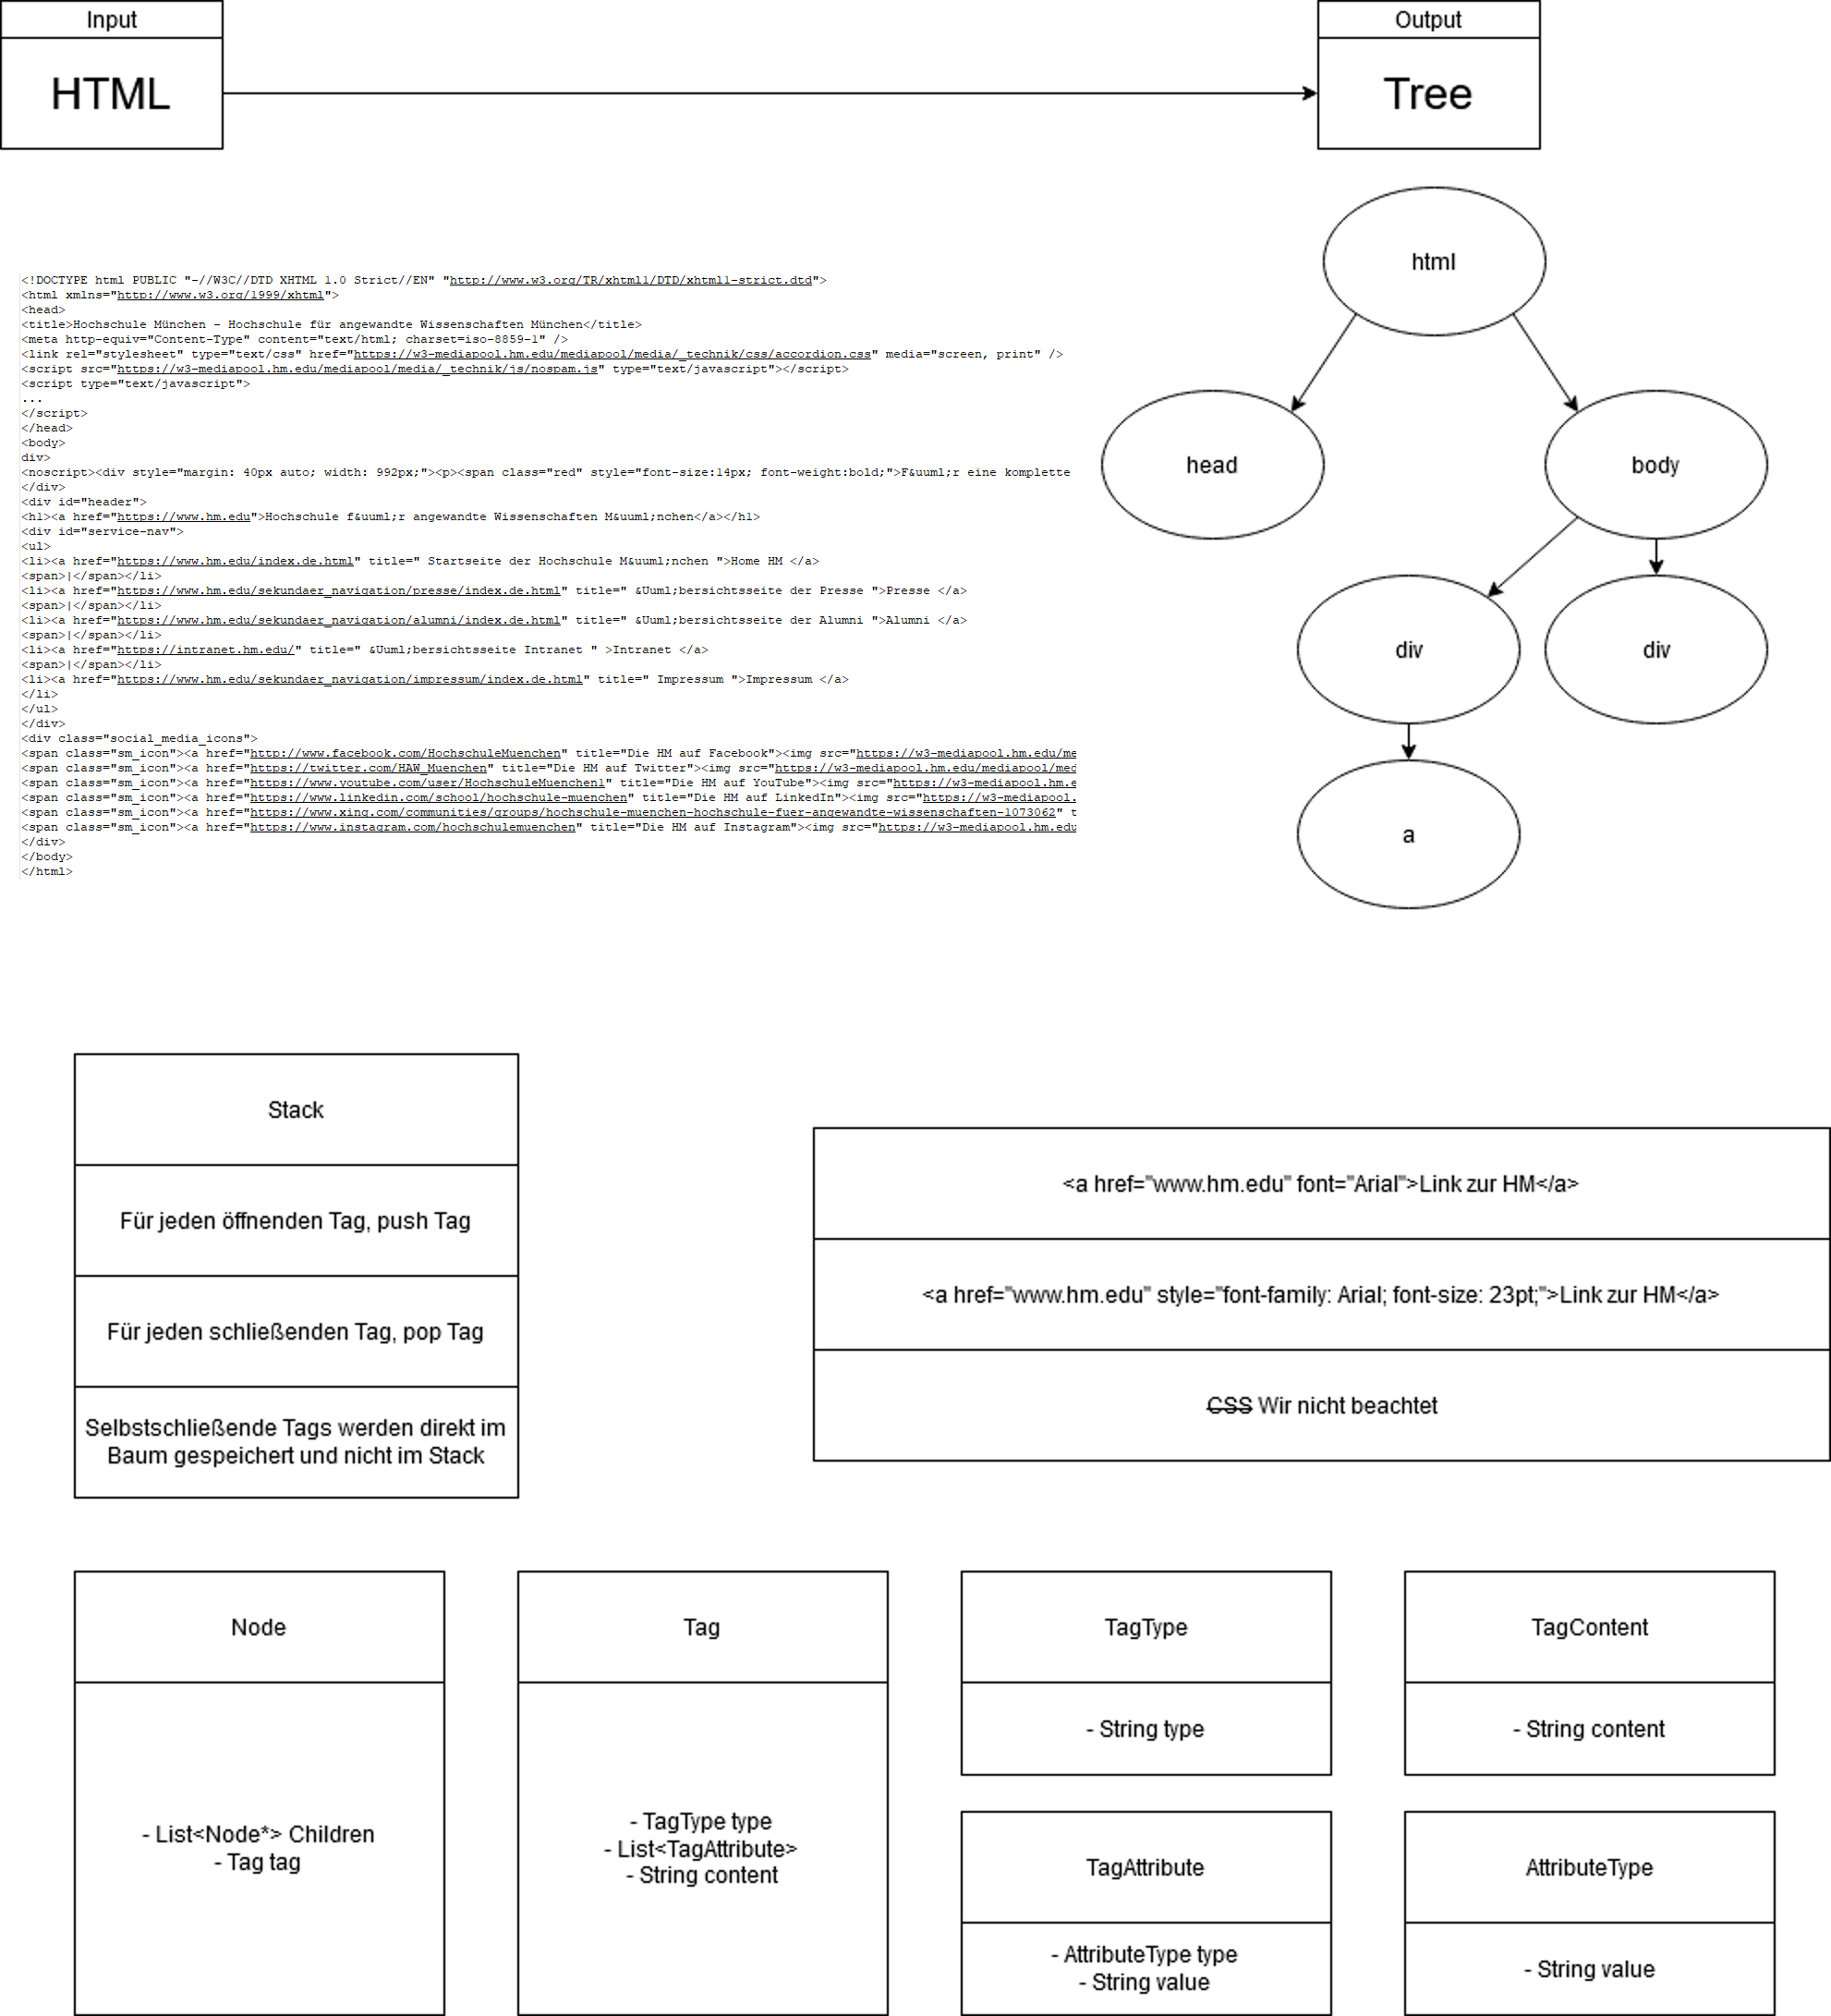 Input
HTML
Output
Tree
<!DOCTYPE html PUBLIC "-//W3C//DTD XHTML 1.0 Strict//EN" "http://www.w3.org/TR/xhtml1/DTD/xhtml1-strict.dtd">
<html xmlns="http://www.w3.org/1999/xhtml">
<head>
<title>Hochschule München - Hochschule für angewandte Wissenschaften München</title>
<meta http-equiv="Content-Type" content="text/html; charset=iso-8859-1" />
<link rel="stylesheet" type="text/css" href="https://w3-mediapool.hm.edu/mediapool/media/_technik/css/accordion.css" media="screen, print" />
<script src="https://w3-mediapool.hm.edu/mediapool/media/_technik/js/nospam.js" type="text/javascript"></script>
<script type="text/javascript">
...
</script>
</head>
<body>
div>
<noscript><div style="margin: 40px auto; width: 992px;"><p><span class="red" style="font-size:14px; font-weight:bold;">F&uuml;r eine komplette
</div>
<div id="header">
<h1><a href="https://www.hm.edu">Hochschule f&uuml;r angewandte Wissenschaften M&uuml;nchen</a></h1>
<div id="service-nav">
<ul>
<li><a href="https://www.hm.edu/index.de.html" title=" Startseite der Hochschule M&uuml;nchen ">Home HM </a>
<span>|</span></li>
<li><a href="https://www.hm.edu/sekundaer_navigation/presse/index.de.html" title=" &Uuml;bersichtsseite der Presse ">Presse </a>
<span>|</span></li>
<li><a href="https://www.hm.edu/sekundaer_navigation/alumni/index.de.html" title=" &Uuml;bersichtsseite der Alumni ">Alumni </a>
<span>|</span></li>
<li><a href="https://intranet.hm.edu/" title=" &Uuml;bersichtsseite Intranet " >Intranet </a>
<span>|</span></li>
<li><a href="https://www.hm.edu/sekundaer_navigation/impressum/index.de.html" title=" Impressum ">Impressum </a>
</li>
</ul>
</div>
<div class="social_media_icons">
<span class="sm_icon"><a href="http://www.facebook.com/HochschuleMuenchen" title="Die HM auf Facebook"><img src="https://w3-mediapool.hm.edu/me
<span class="sm_icon"><a href="https://twitter.com/HAW_Muenchen" title="Die HM auf Twitter"><img src="https://w3-mediapool.hm.edu/mediapool/med
<span class="sm_icon"><a href="https://www.youtube.com/user/HochschuleMuenchen1" title="Die HM auf YouTube"><img src="https://w3-mediapool.hm.e
<span class="sm_icon"><a href="https://www.linkedin.com/school/hochschule-muenchen" title="Die HM auf LinkedIn"><img src="https://w3-mediapool.
<span class="sm_icon"><a href="https://www.xing.com/communities/groups/hochschule-muenchen-hochschule-fuer-angewandte-wissenschaften-1073062" t
<span class="sm_icon"><a href="https://www.instagram.com/hochschulemuenchen" title="Die HM auf Instagram"><img src="https://w3-mediapool.hm.edu
</div>
</body>
</html>
html
head
body
div
div
a
Stack
Für jeden öffnenden Tag, push Tag
Für jeden schließenden Tag, pop Tag
Selbstschließende Tags werden direkt im
Baum gespeichert und nicht im Stack
<a href="www.hm.edu" font="Arial">Link zur HM</a>
<a href="www.hm.edu" style="font-family: Arial; font-size: 23pt;">Link zur HM</a>
CSS Wir nicht beachtet
Node
- List<Node*> Children
- Tag tag
Tag
- TagType type
- List<TagAttribute>
- String content
TagType
- String type
TagContent
- String content
TagAttribute
- AttributeType type
- String value
AttributeType
- String value